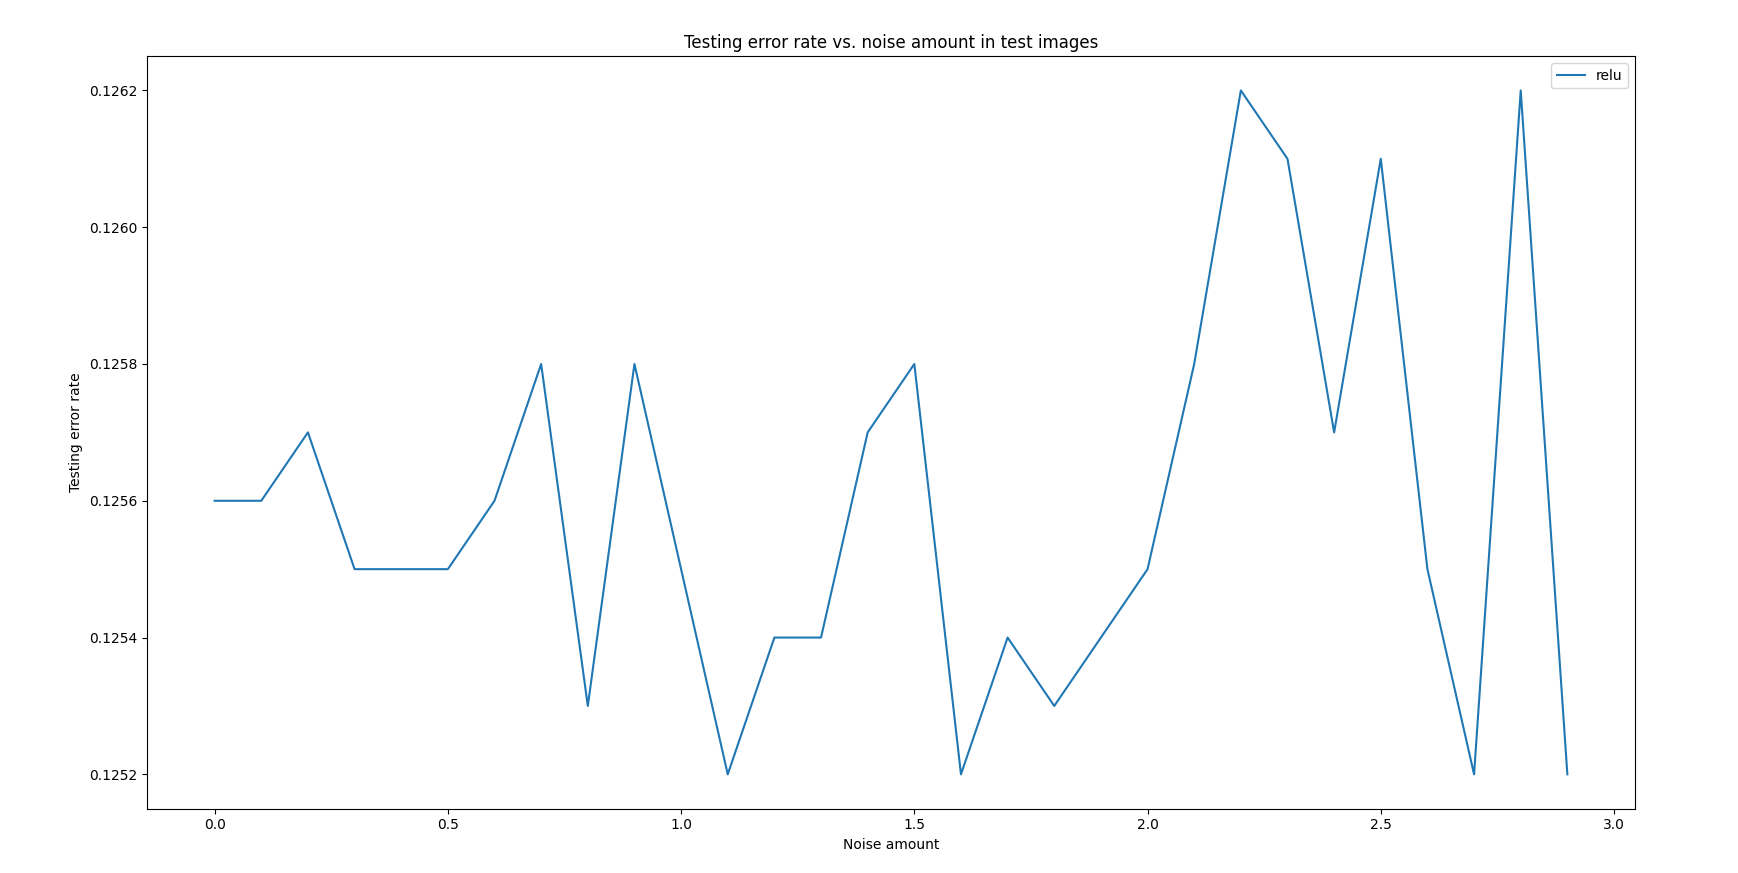 Testing error rate vs. noise amount in test images
relu
0.1262
0.1260
0.1258
0.1256
0.1254
0.1252
Testing error rate
0.0 0.5 1.0 1.5 2.0 2.5 3.0
Noise amount